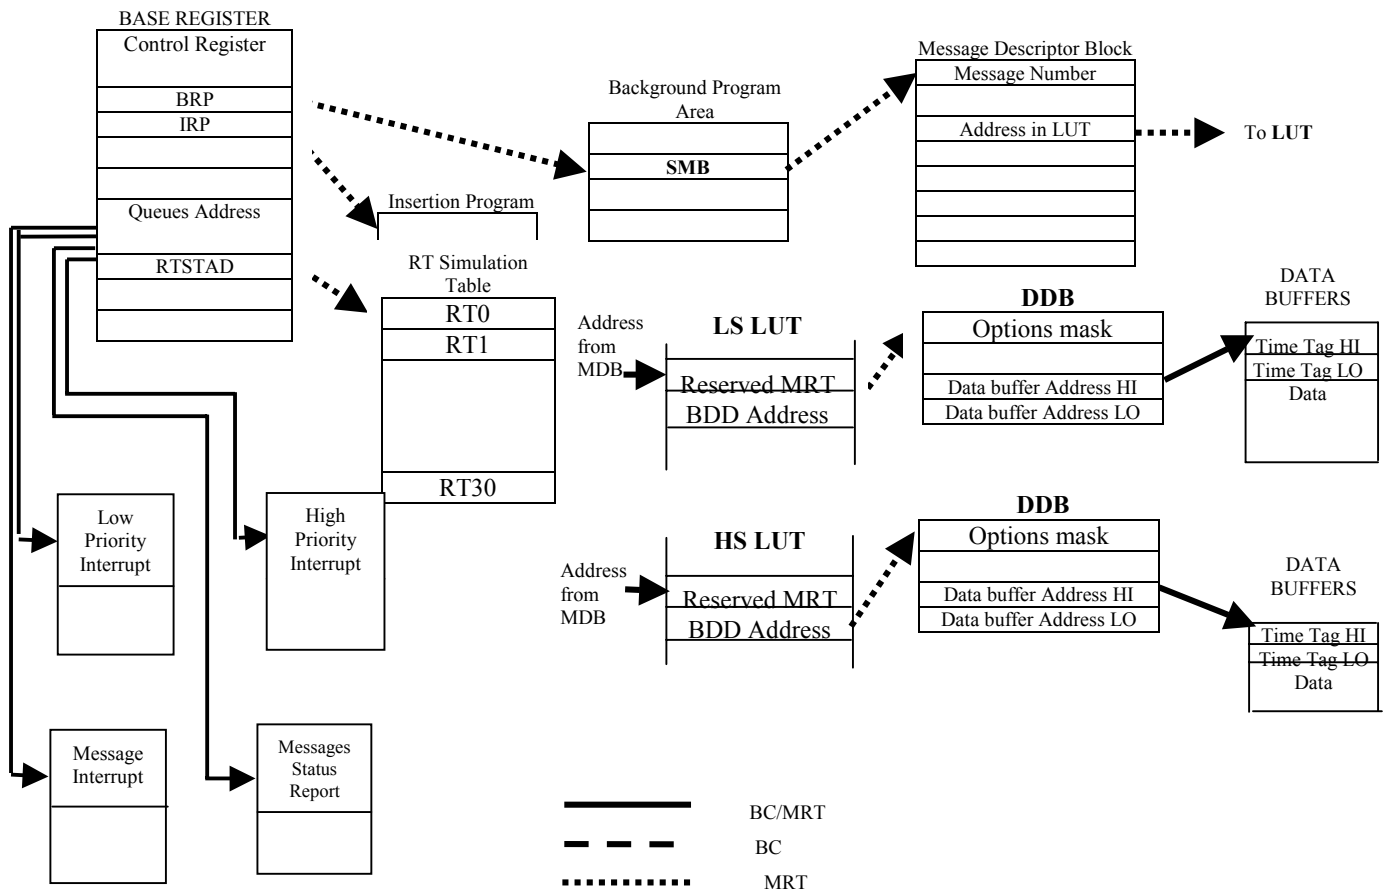 BASE REGISTER
Control Register
BRP
IRP
Queues Address
RTSTAD
Background Program
Area
SMB
Message Descriptor Block
Message Number
Address in LUT
To LUT
Insertion Program
RT Simulation
Table
RT0
RT1
RT30
Address
from
MDB
LS LUT
Reserved MRT
BDD Address
DDB
Options mask
Data buffer Address HI
Data buffer Address LO
DATA
BUFFERS
Time Tag HI
Time Tag LO
Data
Low
Priority
Interrupt
High
Priority
Interrupt
Address
from
MDB
HS LUT
Reserved MRT
BDD Address
DDB
Options mask
Data buffer Address HI
Data buffer Address LO
DATA
BUFFERS
Time Tag HI
Time Tag LO
Data
Message
Interrupt
Messages
Status
Report
BC/MRT
BC
MRT